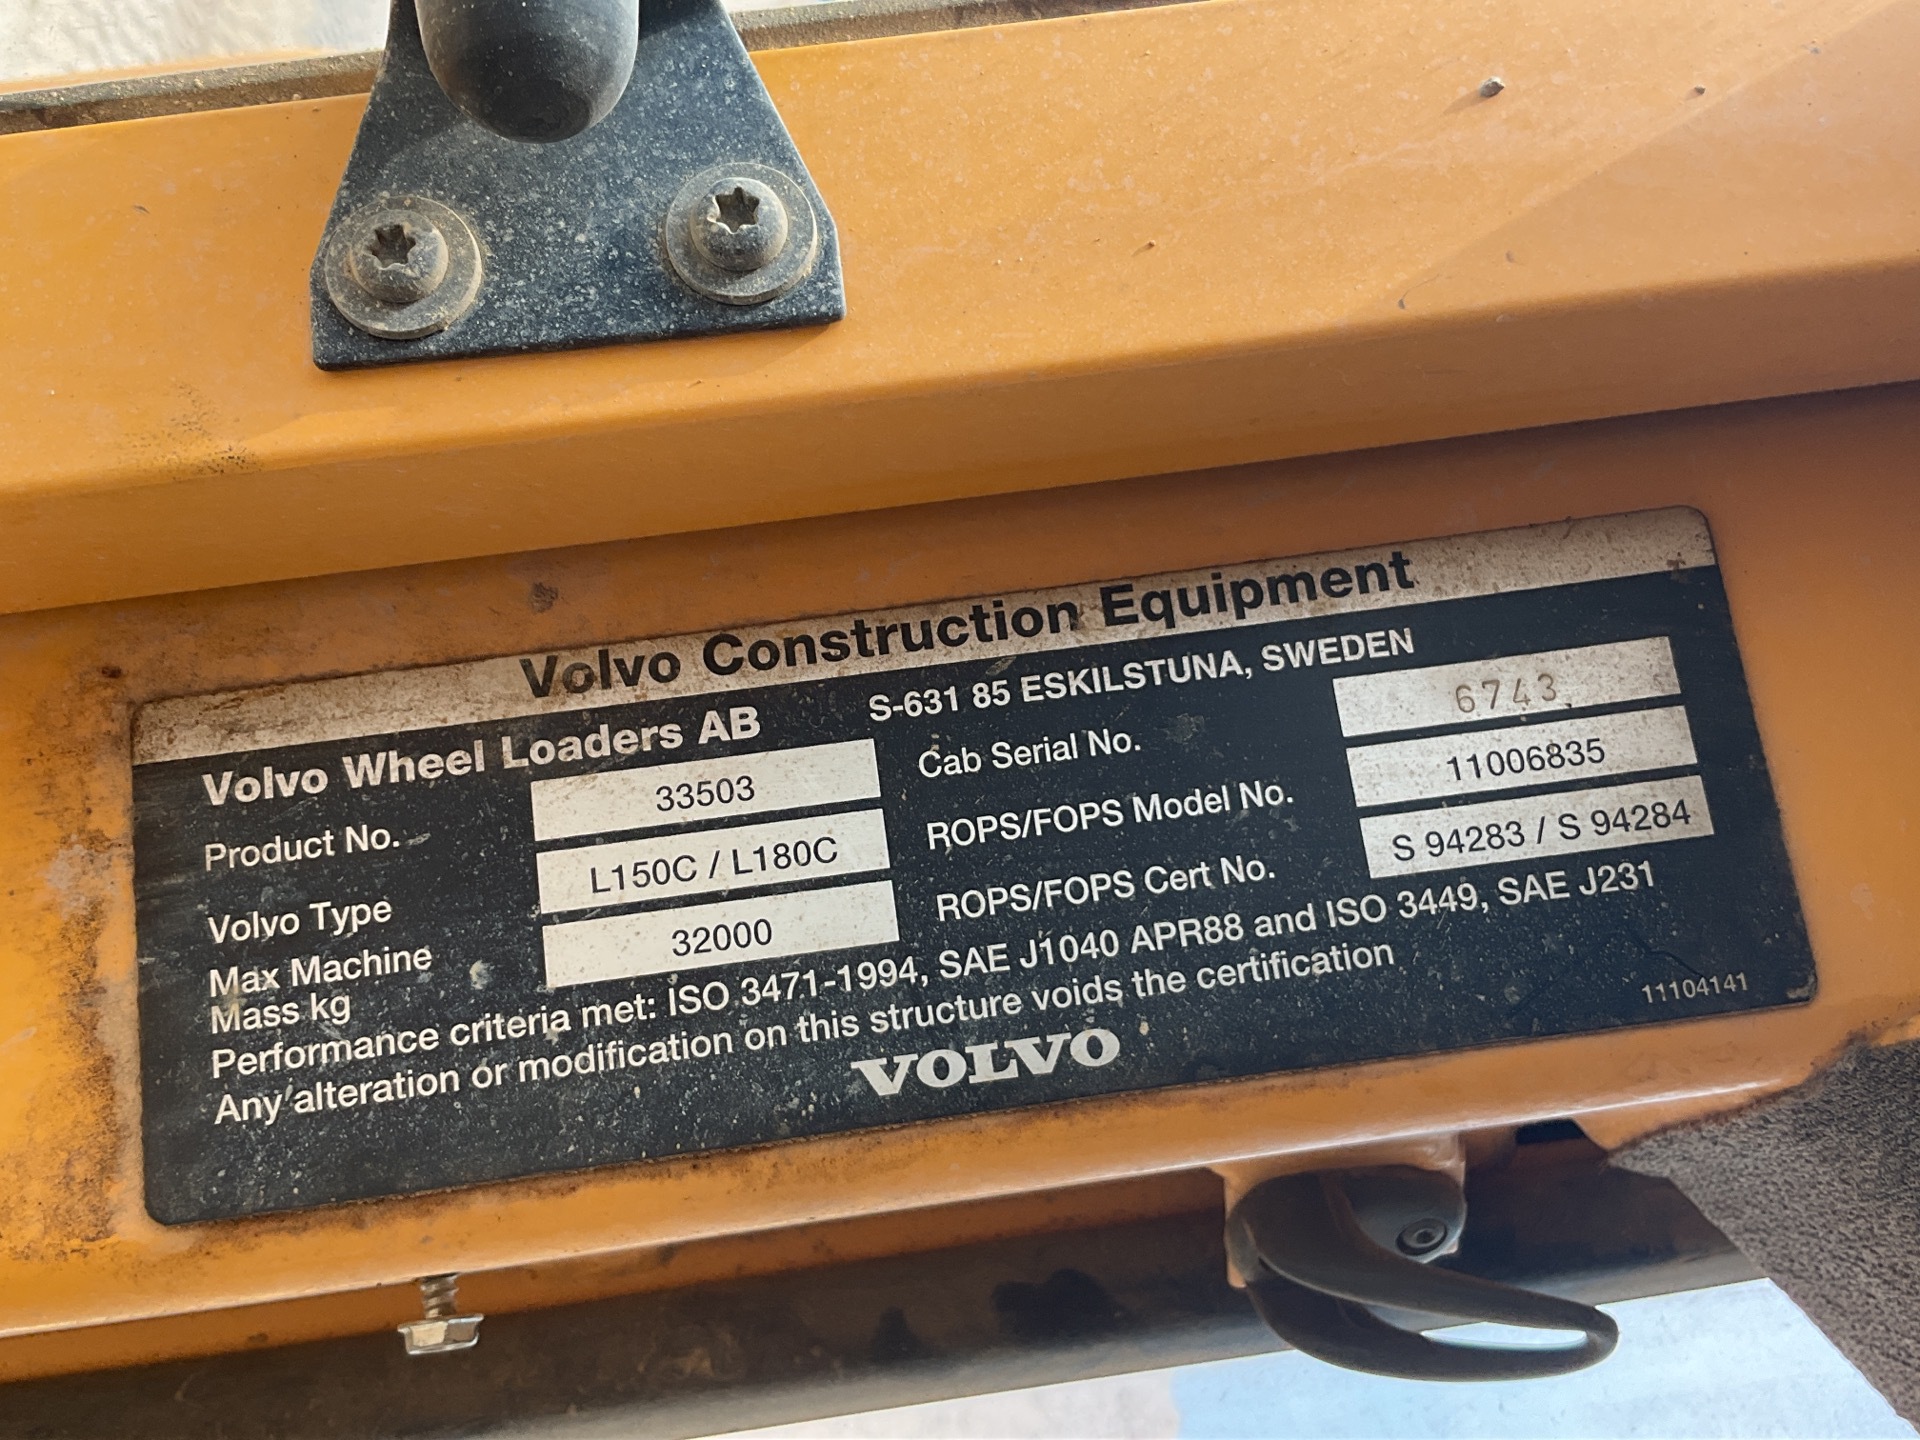 Volvo Construction Equipment
Volvo Wheel Loaders AB S-631 85 ESKILSTUNA, SWEDEN
Product No. 33503 Cab Serial No. 6743
Volvo Type L150C / L180C ROPS/FOPS Model No. 11006835
Max Machine
Mass kg 32000 ROPS/FOPS Cert No. S 94283 / S 94284
Performance criteria met: ISO 3471-1994, SAE J1040 APR88 and ISO 3449, SAE J231
Any alteration or modification on this structure voids the certification
11104141
VOLVO